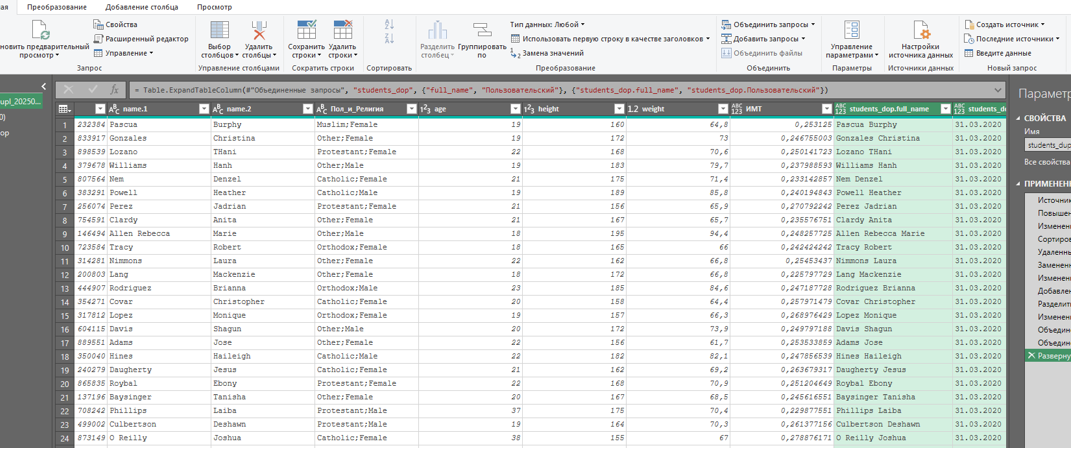 ая Преобразование Добавление столбца Просмотр
новить предварительный просмотр
Свойства
Расширенный редактор
Управление
Запрос
Выбор столбцов
Удалить столбцы
Управление столбцами
Сохранить строки
Удалить строки
Сократить строки
Сортировать
Разделить столбец
Группировать по
Тип данных: Любой
Использовать первую строку в качестве заголовков
Замена значений
Преобразование
Объединить запросы
Добавить запросы
Объединить файлы
Объединить
Управление параметрами
Параметры
Настройки источника данных
Источники данных
Создать источник
Последние источники
Введите данные
Новый запрос
= Table.ExpandTableColumn(#"Объединенные запросы", "students_dop", {"full_name", "Пользовательский"}, {"students_dop.full_name", "students_dop.Пользовательский"})
upl_20250...
0)
ор
name.1 name.2 Пол_и_Религия age height weight ИМТ students_dop.full_name students_do
1 232384 Pascua Burphy Muslim;Female 19 160 64,8 0,253125 Pascua Burphy 31.03.2020
2 833917 Gonzales Christina Other;Female 19 172 73 0,246755003 Gonzales Christina 31.03.2020
3 898539 Lozano THani Protestant;Female 22 168 70,6 0,250141723 Lozano THani 31.03.2020
4 379678 Williams Hanh Other;Male 19 183 79,7 0,237988593 Williams Hanh 31.03.2020
5 807564 Nem Denzel Catholic;Female 21 175 71,4 0,233142857 Nem Denzel 31.03.2020
6 383291 Powell Heather Catholic;Male 19 189 85,8 0,240194843 Powell Heather 31.03.2020
7 256074 Perez Jadrian Protestant;Female 21 156 65,9 0,270792242 Perez Jadrian 31.03.2020
8 754591 Clardy Anita Other;Female 21 167 65,7 0,235576751 Clardy Anita 31.03.2020
9 146494 Allen Rebecca Marie Other;Male 18 195 94,4 0,248257725 Allen Rebecca Marie 31.03.2020
10 723584 Tracy Robert Orthodox;Female 18 165 66 0,242424242 Tracy Robert 31.03.2020
11 314281 Nimmons Laura Other;Female 22 162 66,8 0,25453437 Nimmons Laura 31.03.2020
12 200803 Lang Mackenzie Other;Female 18 172 66,8 0,225797729 Lang Mackenzie 31.03.2020
13 444907 Rodriguez Brianna Orthodox;Male 23 185 84,6 0,247187728 Rodriguez Brianna 31.03.2020
14 354271 Covar Christopher Catholic;Female 20 158 64,4 0,257971479 Covar Christopher 31.03.2020
15 317812 Lopez Monique Orthodox;Female 19 157 66,3 0,268976429 Lopez Monique 31.03.2020
16 604115 Davis Shagun Other;Male 20 172 73,9 0,249797188 Davis Shagun 31.03.2020
17 889551 Adams Jose Other;Male 22 156 61,7 0,253533859 Adams Jose 31.03.2020
18 350040 Hines Haileigh Catholic;Male 22 182 82,1 0,247856539 Hines Haileigh 31.03.2020
19 240279 Daugherty Jesus Catholic;Female 21 162 69,2 0,263679317 Daugherty Jesus 31.03.2020
20 865835 Roybal Ebony Protestant;Female 22 168 70,9 0,251204649 Roybal Ebony 31.03.2020
21 137196 Baysinger Tanisha Other;Female 20 167 68,5 0,245616551 Baysinger Tanisha 31.03.2020
22 708242 Phillips Laiba Protestant;Male 37 175 70,4 0,229877551 Phillips Laiba 31.03.2020
23 499002 Culbertson Deshawn Protestant;Male 19 164 70,3 0,261377156 Culbertson Deshawn 31.03.2020
24 873149 O Reilly Joshua Catholic;Female 38 155 67 0,278876171 O Reilly Joshua 31.03.2020
Параметр
СВОЙСТВА
Имя
students_dup
Все свойства
ПРИМЕНЕН
Источник
Повышен
Изменен
Сортиров
Удаленны
Замененн
Изменен
Добавлен
Разделит
Изменен
Объедин
Объедин
Разверну